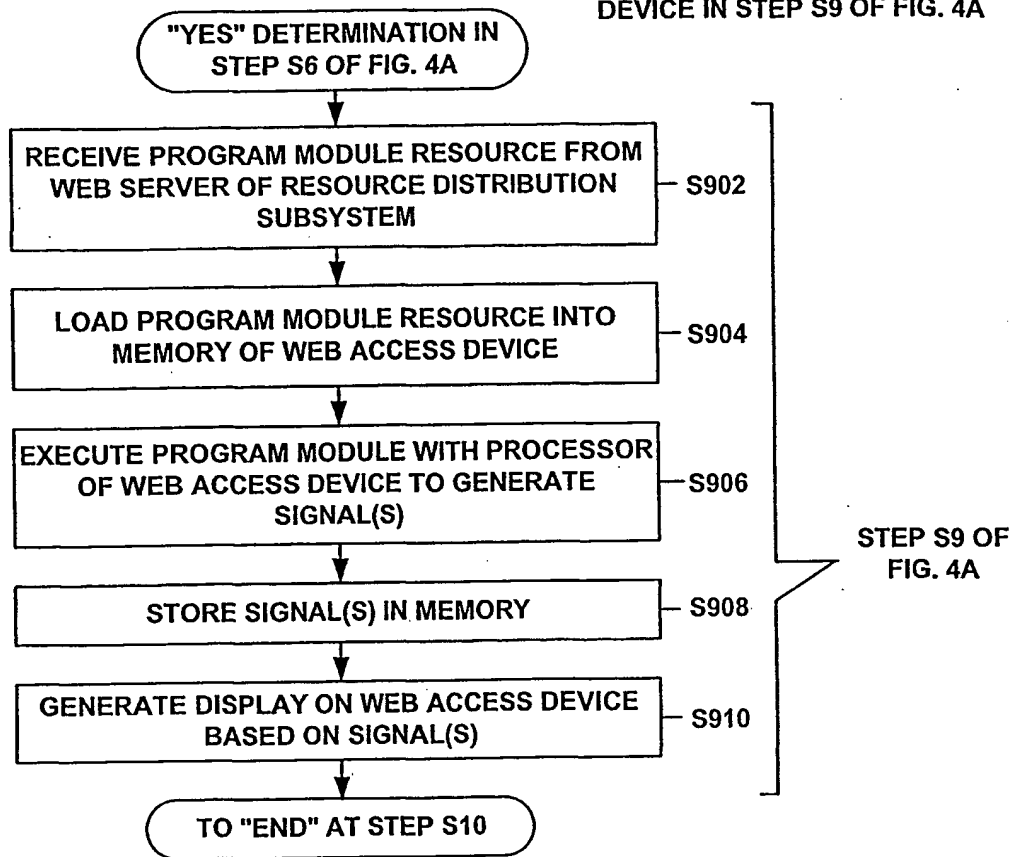 DEVICE IN STEP S9 OF FIG. 4A
"YES" DETERMINATION IN
STEP S6 OF FIG. 4A
RECEIVE PROGRAM MODULE RESOURCE FROM
WEB SERVER OF RESOURCE DISTRIBUTION
SUBSYSTEM
S902
LOAD PROGRAM MODULE RESOURCE INTO
MEMORY OF WEB ACCESS DEVICE
S904
EXECUTE PROGRAM MODULE WITH PROCESSOR
OF WEB ACCESS DEVICE TO GENERATE
SIGNAL(S)
S906
STORE SIGNAL(S) IN MEMORY
S908
GENERATE DISPLAY ON WEB ACCESS DEVICE
BASED ON SIGNAL(S)
S910
STEP S9 OF
FIG. 4A
TO "END" AT STEP S10